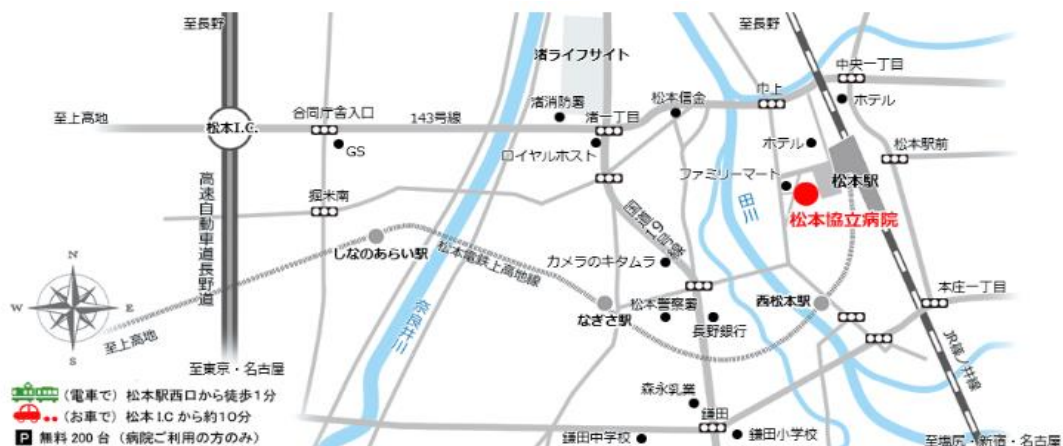 至長野
至長野
渚ライフサイト
中央一丁目
巾上
ホテル
松本信金
渚消防署
渚一丁目
合同庁舎入口
143号線
至上高地
松本I.C.
GS
ロイヤルホスト
ホテル
松本駅前
ファミリーマート
松本駅
堀米南
高速自動車道長野道
国道19号線
田川
松本協立病院
しなのあらい駅
松本電鉄上高地線
カメラのキタムラ
N
W
E
S
奈良井川
松本警察署
なぎさ駅
長野銀行
西松本駅
本庄一丁目
至上高地
JR篠ノ井線
至東京・名古屋
(電車で) 松本駅西口から徒歩1分
(お車で) 松本I.Cから約10分
P 無料200台 (病院ご利用の方のみ)
森永乳業
鎌田
鎌田中学校
鎌田小学校
至塩尻・新宿・名古屋